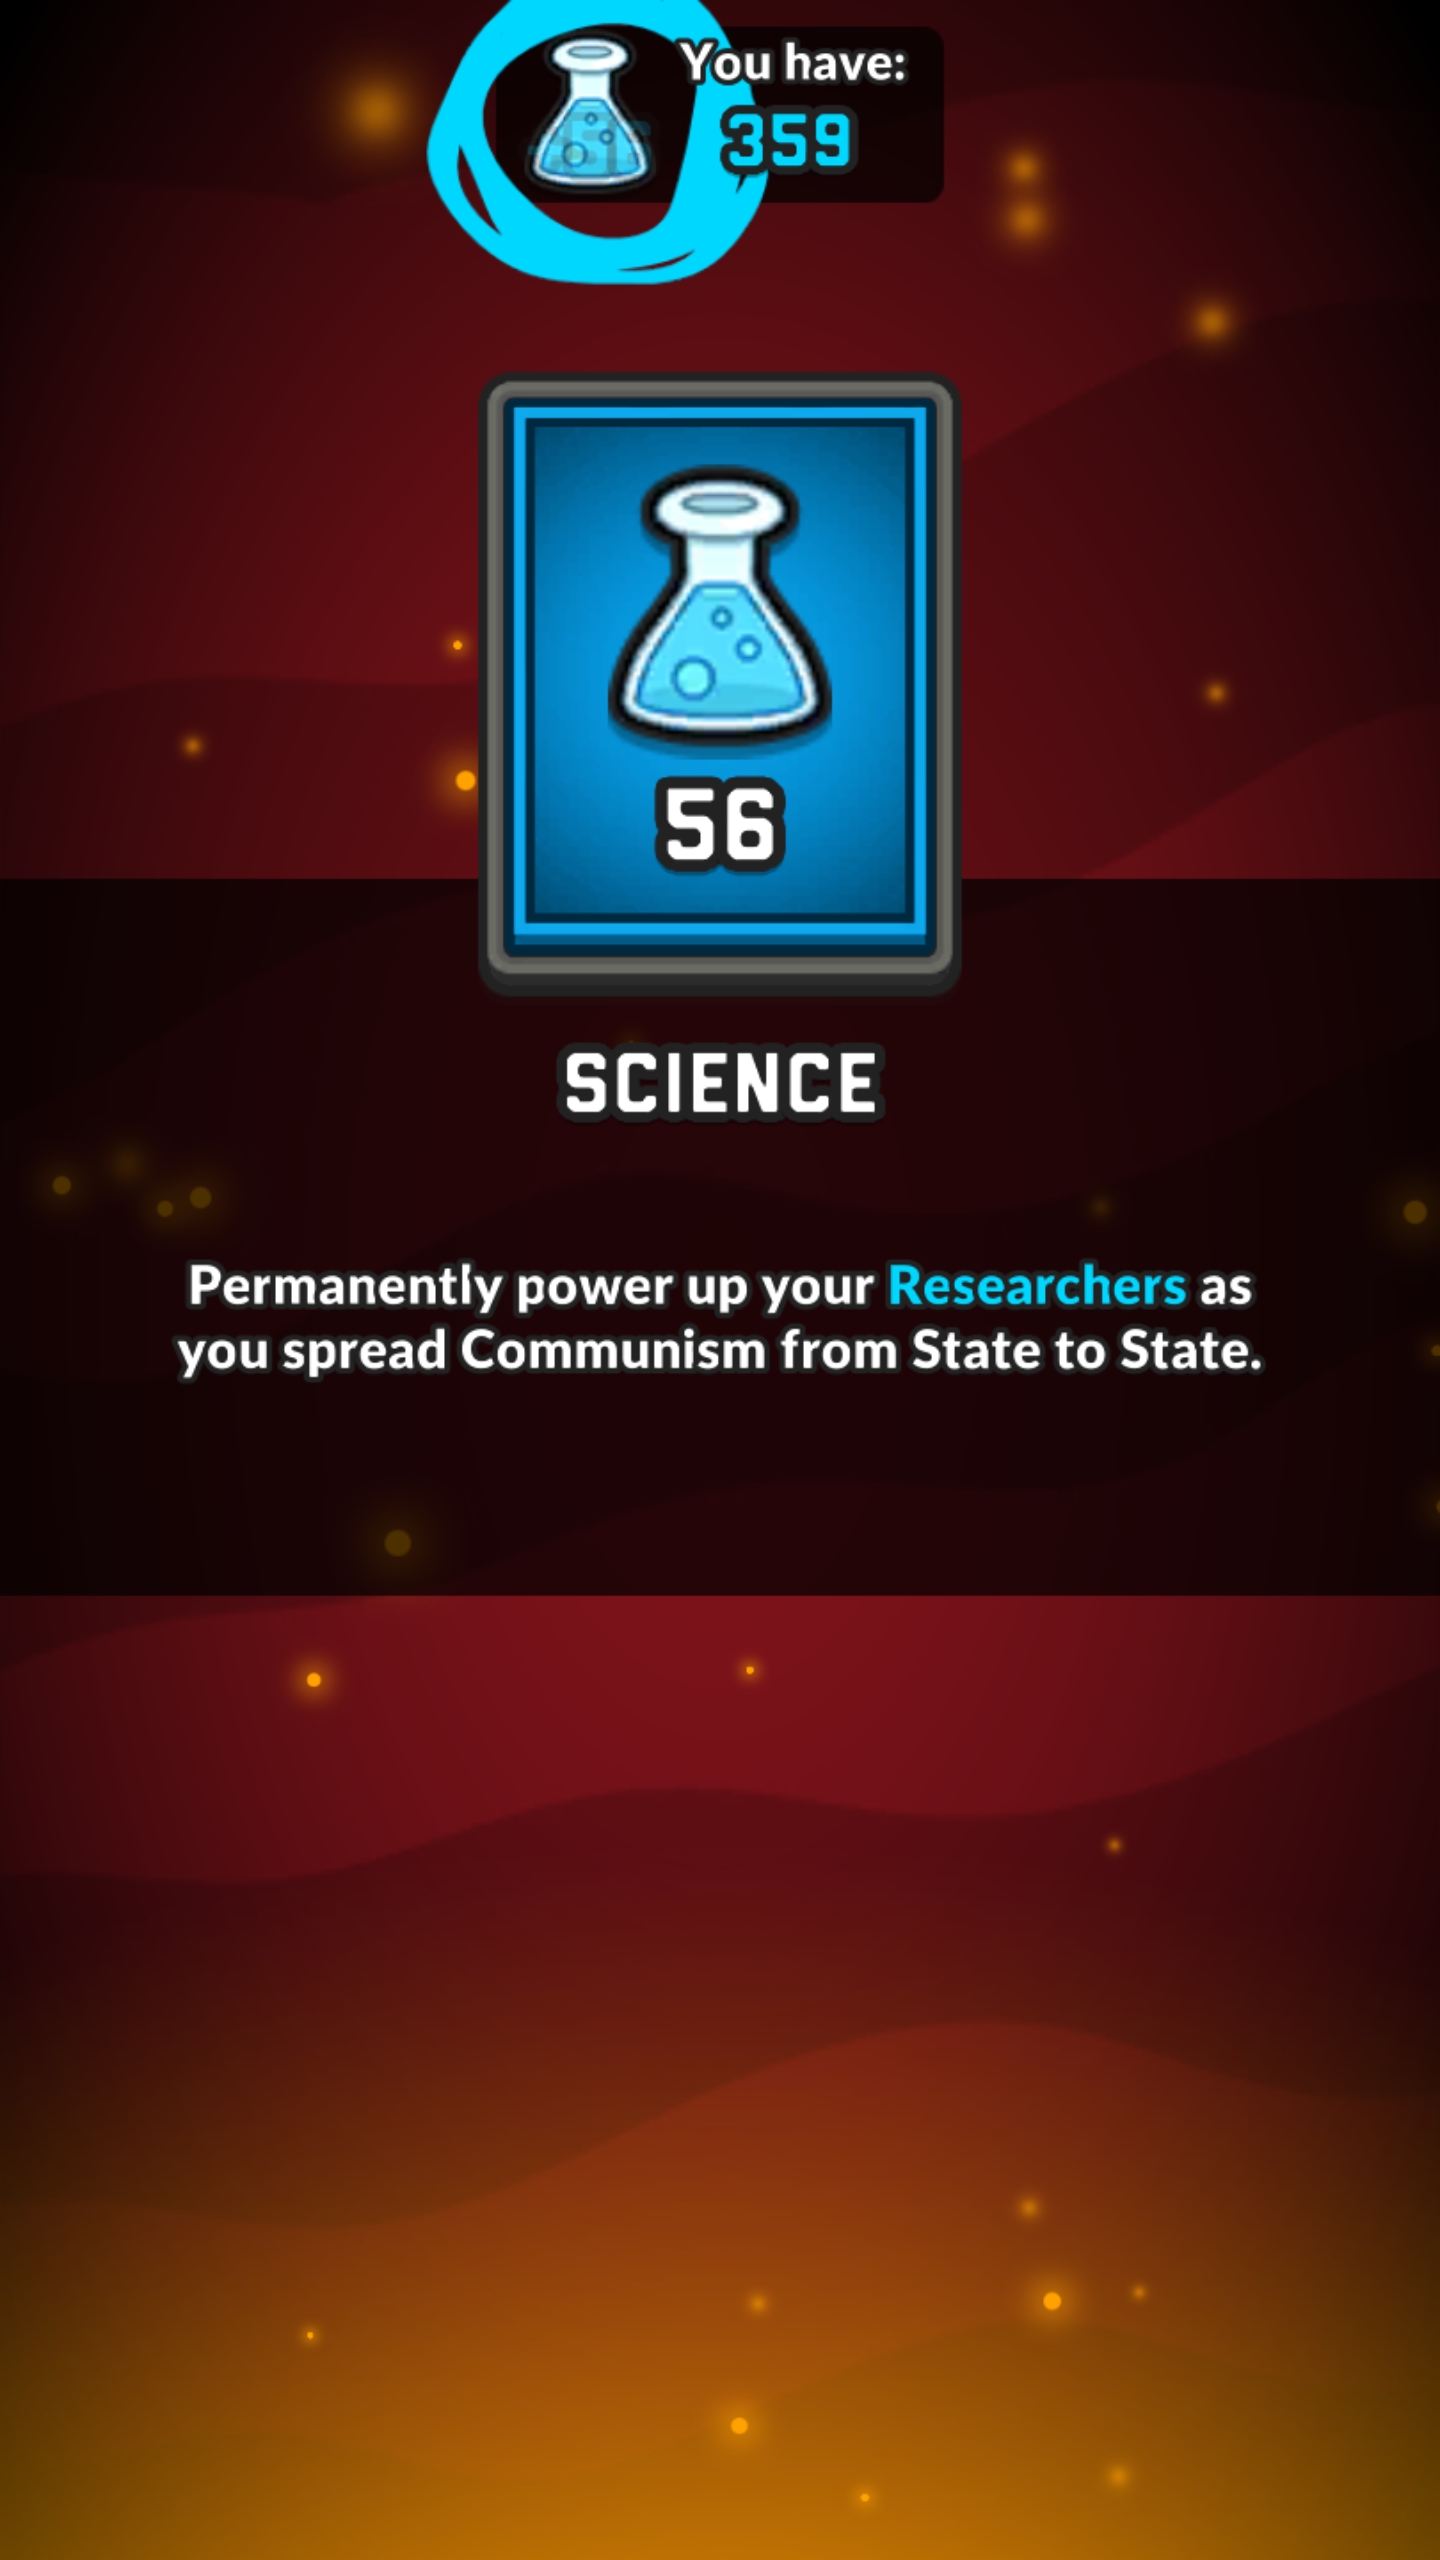 You have:
359
56
SCIENCE
Permanently power up your Researchers as
you spread Communism from State to State.